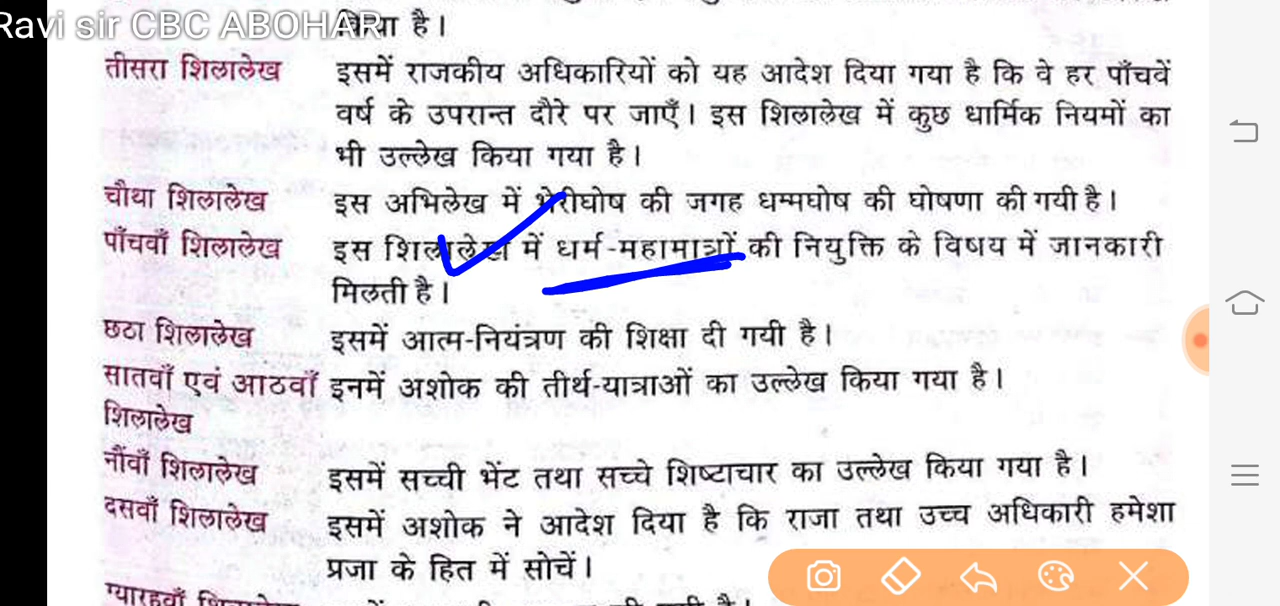 Ravi sir CBC ABOHAR
किया है।
तीसरा शिलालेख इसमें राजकीय अधिकारियों को यह आदेश दिया गया है कि वे हर पाँचवें
वर्ष के उपरान्त दौरे पर जाएँ। इस शिलालेख में कुछ धार्मिक नियमों का
भी उल्लेख किया गया है।
चौथा शिलालेख इस अभिलेख में भेरीघोष की जगह धम्मघोष की घोषणा की गयी है।
पाँचवाँ शिलालेख इस शिलालेख में धर्म-महामात्रों की नियुक्ति के विषय में जानकारी
मिलती है।
छठा शिलालेख इसमें आत्म-नियंत्रण की शिक्षा दी गयी है।
सातवाँ एवं आठवाँ इनमें अशोक की तीर्थ-यात्राओं का उल्लेख किया गया है।
शिलालेख
नौंवाँ शिलालेख इसमें सच्ची भेंट तथा सच्चे शिष्टाचार का उल्लेख किया गया है।
दसवाँ शिलालेख इसमें अशोक ने आदेश दिया है कि राजा तथा उच्च अधिकारी हमेशा
प्रजा के हित में सोचें।
ग्यारहवाँ शिलालेख